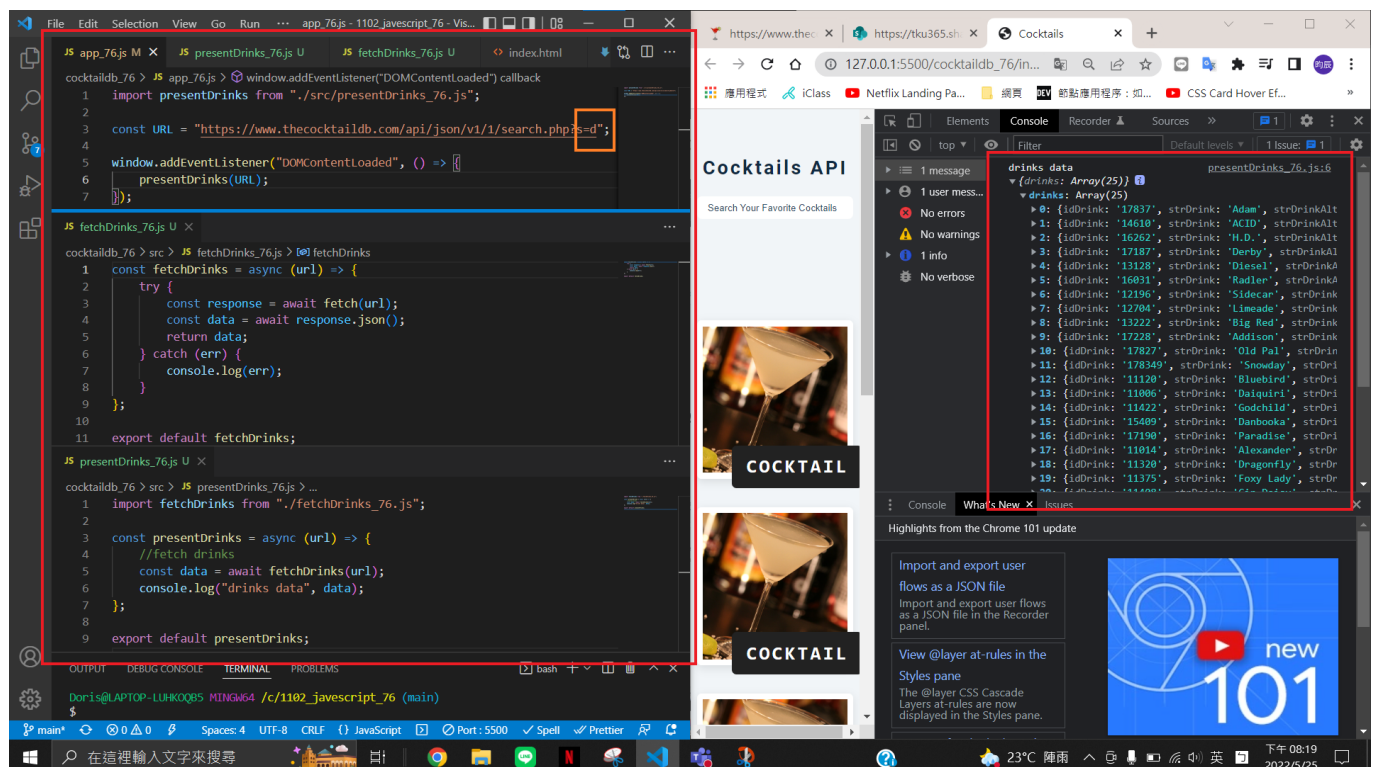 File Edit Selection View Go Run ··· app_76.js - 1102_javescript_76 - Vis...
JS app_76.js M ×
JS presentDrinks_76.js U
JS fetchDrinks_76.js U
<> index.html
cocktaildb_76 > JS app_76.js > window.addEventListener("DOMContentLoaded") callback
1 import presentDrinks from "./src/presentDrinks_76.js";
2
3 const URL = "https://www.thecocktaildb.com/api/json/v1/1/search.php?s=d";
4
5 window.addEventListener("DOMContentLoaded", () => {
6 presentDrinks(URL);
7 });
JS fetchDrinks_76.js U ×
cocktaildb_76 > src > JS fetchDrinks_76.js > fetchDrinks
1 const fetchDrinks = async (url) => {
2 try {
3 const response = await fetch(url);
4 const data = await response.json();
5 return data;
6 } catch (err) {
7 console.log(err);
8 }
9 };
10
11 export default fetchDrinks;
JS presentDrinks_76.js U ×
cocktaildb_76 > src > JS presentDrinks_76.js > ...
1 import fetchDrinks from "./fetchDrinks_76.js";
2
3 const presentDrinks = async (url) => {
4 //fetch drinks
5 const data = await fetchDrinks(url);
6 console.log("drinks data", data);
7 };
8
9 export default presentDrinks;
OUTPUT DEBUG CONSOLE TERMINAL PROBLEMS bash
Doris@LAPTOP-LUHKOQB5 MINGW64 /c/1102_javescript_76 (main)
$
main* 0 0 Spaces: 4 UTF-8 CRLF {} JavaScript Port : 5500 Spell Prettier
https://www.thec
https://tku365.sh
Cocktails
127.0.0.1:5500/cocktaildb_76/in...
應用程式 iClass Netflix Landing Pa... 網頁 DEV 節點應用程序：如... CSS Card Hover Ef... »
Cocktails API
Search Your Favorite Cocktails
COCKTAIL
COCKTAIL
Elements Console Recorder Sources » 1
top ▼ Filter Default levels ▼ 1 Issue: 1
1 message
1 user mess...
No errors
No warnings
1 info
No verbose
drinks data presentDrinks_76.js:6
{drinks: Array(25)}
drinks: Array(25)
0: {idDrink: '17837', strDrink: 'Adam', strDrinkAlt
1: {idDrink: '14610', strDrink: 'ACID', strDrinkAlt
2: {idDrink: '16262', strDrink: 'H.D.', strDrinkAlt
3: {idDrink: '17187', strDrink: 'Derby', strDrinkAl
4: {idDrink: '13128', strDrink: 'Diesel', strDrinkA
5: {idDrink: '16031', strDrink: 'Radler', strDrinkA
6: {idDrink: '12196', strDrink: 'Sidecar', strDrink
7: {idDrink: '12704', strDrink: 'Limeade', strDrink
8: {idDrink: '13222', strDrink: 'Big Red', strDrink
9: {idDrink: '17228', strDrink: 'Addison', strDrink
10: {idDrink: '17827', strDrink: 'Old Pal', strDrin
11: {idDrink: '178349', strDrink: 'Snowday', strDri
12: {idDrink: '11120', strDrink: 'Bluebird', strDri
13: {idDrink: '11006', strDrink: 'Daiquiri', strDri
14: {idDrink: '11422', strDrink: 'Godchild', strDri
15: {idDrink: '15409', strDrink: 'Danbooka', strDri
16: {idDrink: '17190', strDrink: 'Paradise', strDri
17: {idDrink: '11014', strDrink: 'Alexander', strDr
18: {idDrink: '11320', strDrink: 'Dragonfly', strDr
19: {idDrink: '11375', strDrink: 'Foxy Lady', strDr
Console What's New × Issues
Highlights from the Chrome 101 update
Import and export user
flows as a JSON file
Import and export user flows
as a JSON file in the Recorder
panel.
View @layer at-rules in the
Styles pane
The @layer CSS Cascade
Layers at-rules are now
displayed in the Styles pane.
new
101
在這裡輸入文字來搜尋
23°C 陣雨
英
下午 08:19
2022/5/25